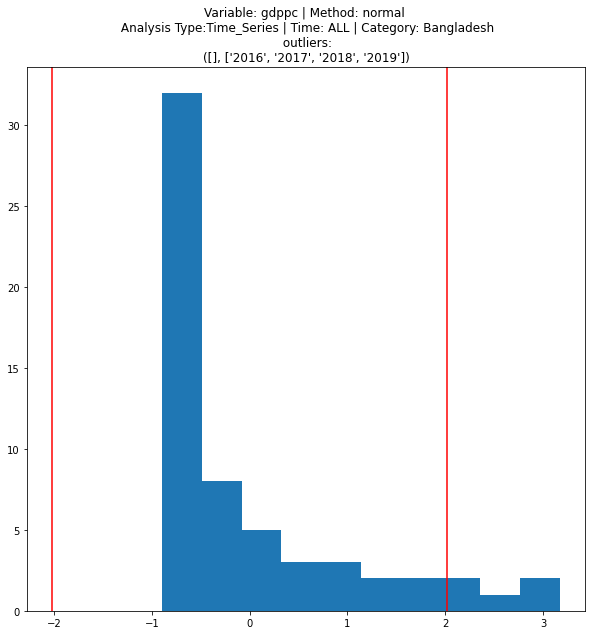 Variable: gdppc | Method: normal
Analysis Type:Time_Series | Time: ALL | Category: Bangladesh
outliers:
([], ['2016', '2017', '2018', '2019'])
30
25
20
15
10
5
0
−2 −1 0 1 2 3